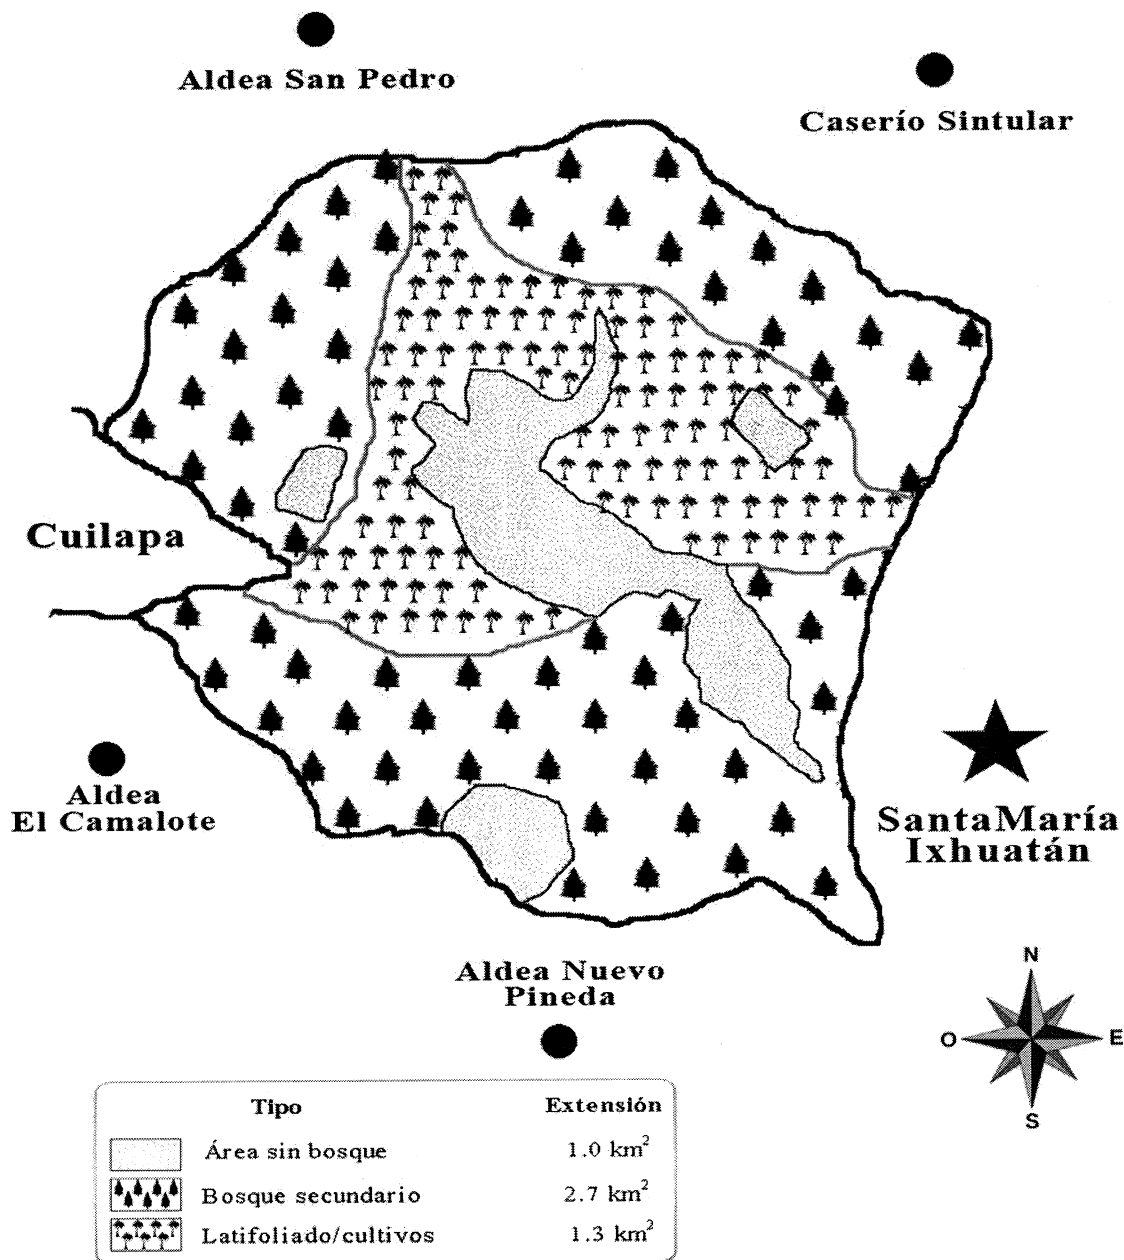 Aldea San Pedro
Caserío Sintular
Cuilapa
Aldea
El Camalote
SantaMaría
Ixhuatán
Aldea Nuevo
Pineda
N
O E
S
Tipo Extensión
Área sin bosque 1.0 km²
Bosque secundario 2.7 km²
Latifoliado/cultivos 1.3 km²